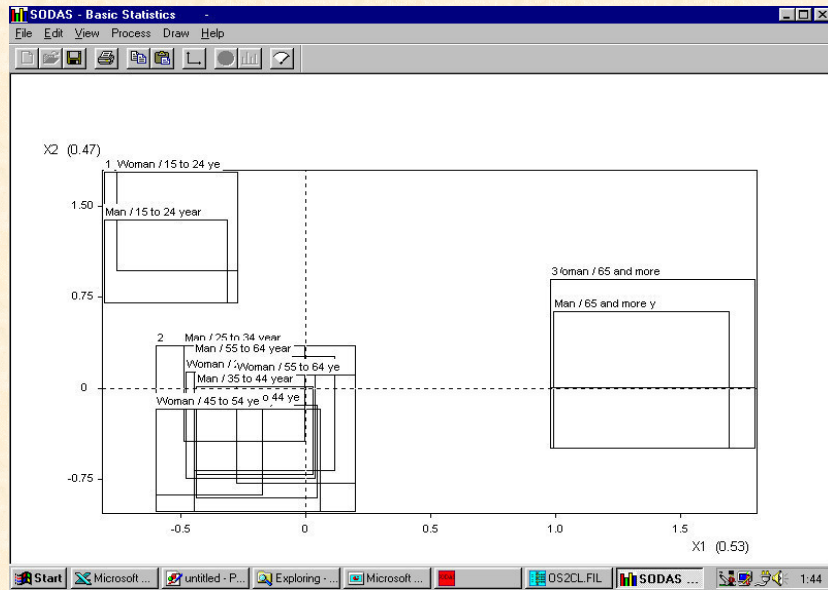 SODAS - Basic Statistics -
File Edit View Process Draw Help
X2 (0.47)
1 Woman / 15 to 24 ye
1.50
Man / 15 to 24 year
3 Woman / 65 and more
0.75
Man / 65 and more y
2 Man / 25 to 34 year
Man / 55 to 64 year
Woman / Woman / 55 to 64 ye
0
Man / 35 to 44 year
Woman / 45 to 54 ye o 44 ye
-0.75
-0.5 0 0.5 1.0 1.5
X1 (0.53)
Start Microsoft ... untitled - P... Exploring - ... Microsoft ... OS2CL.FIL SODAS ... 1:44